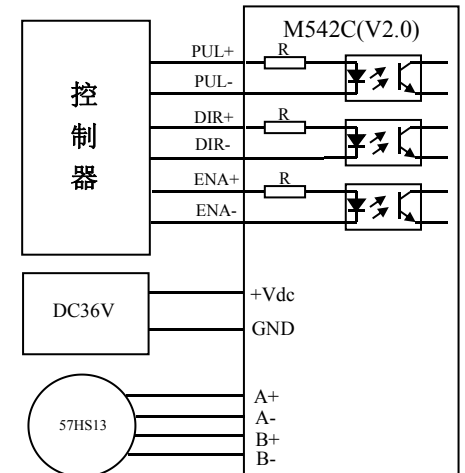 M542C(V2.0)
PUL+
R
PUL-
DIR+
R
DIR-
ENA+
R
ENA-
控
制
器
DC36V
+Vdc
GND
57HS13
A+
A-
B+
B-